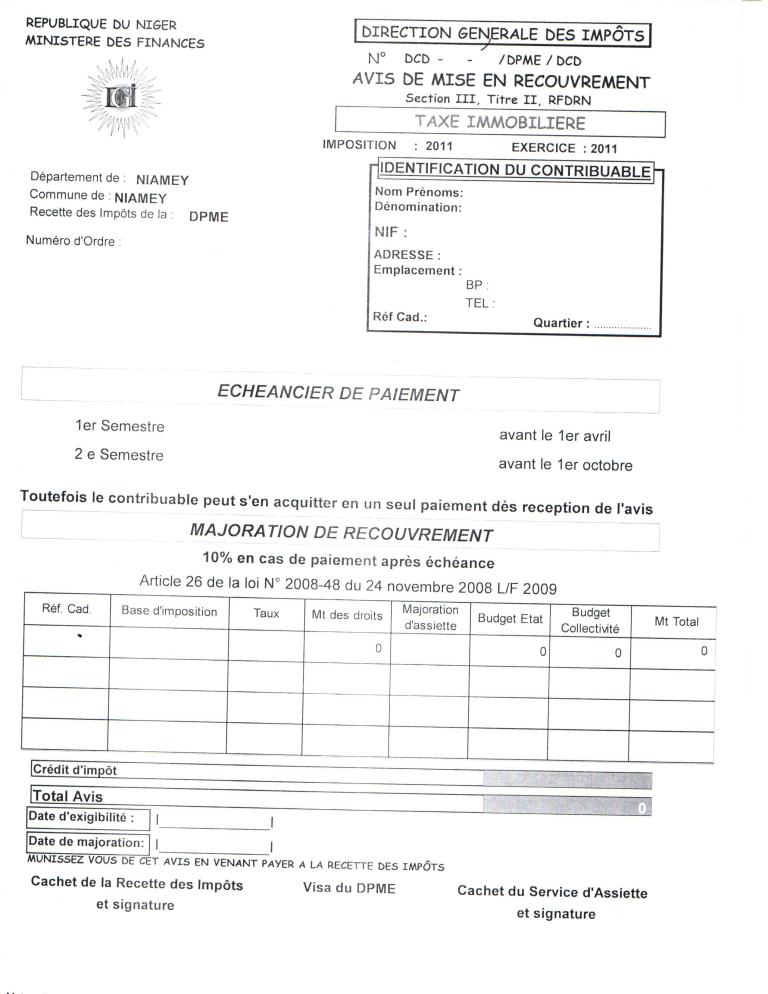 REPUBLIQUE DU NIGER
MINISTERE DES FINANCES
DGI
Département de : NIAMEY
Commune de : NIAMEY
Recette des Impôts de la : DPME
Numéro d'Ordre :
DIRECTION GENERALE DES IMPÔTS
N° DCD - - /DPME / DCD
AVIS DE MISE EN RECOUVREMENT
Section III, Titre II, RFDRN
TAXE IMMOBILIERE
IMPOSITION : 2011 EXERCICE : 2011
IDENTIFICATION DU CONTRIBUABLE
Nom Prénoms:
Dénomination:
NIF :
ADRESSE :
Emplacement :
BP :
TEL :
Réf Cad.: Quartier : ...................
ECHEANCIER DE PAIEMENT
1er Semestre avant le 1er avril
2 e Semestre avant le 1er octobre
Toutefois le contribuable peut s'en acquitter en un seul paiement dès reception de l'avis
MAJORATION DE RECOUVREMENT
10% en cas de paiement après échéance
Article 26 de la loi N° 2008-48 du 24 novembre 2008 L/F 2009
Réf. Cad. Base d'imposition Taux Mt des droits Majoration d'assiette Budget Etat Budget Collectivité Mt Total
0 0 0 0
Crédit d'impôt
Total Avis 0
Date d'exigibilité :
Date de majoration:
MUNISSEZ VOUS DE CET AVIS EN VENANT PAYER A LA RECETTE DES IMPÔTS
Cachet de la Recette des Impôts Visa du DPME Cachet du Service d'Assiette
et signature et signature